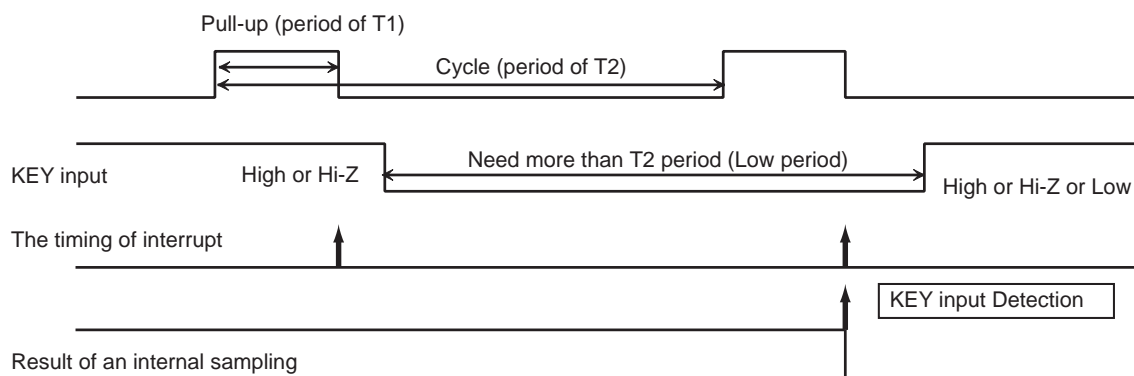 Pull-up (period of T1)
Cycle (period of T2)
Need more than T2 period (Low period)
KEY input
High or Hi-Z
High or Hi-Z or Low
The timing of interrupt
KEY input Detection
Result of an internal sampling